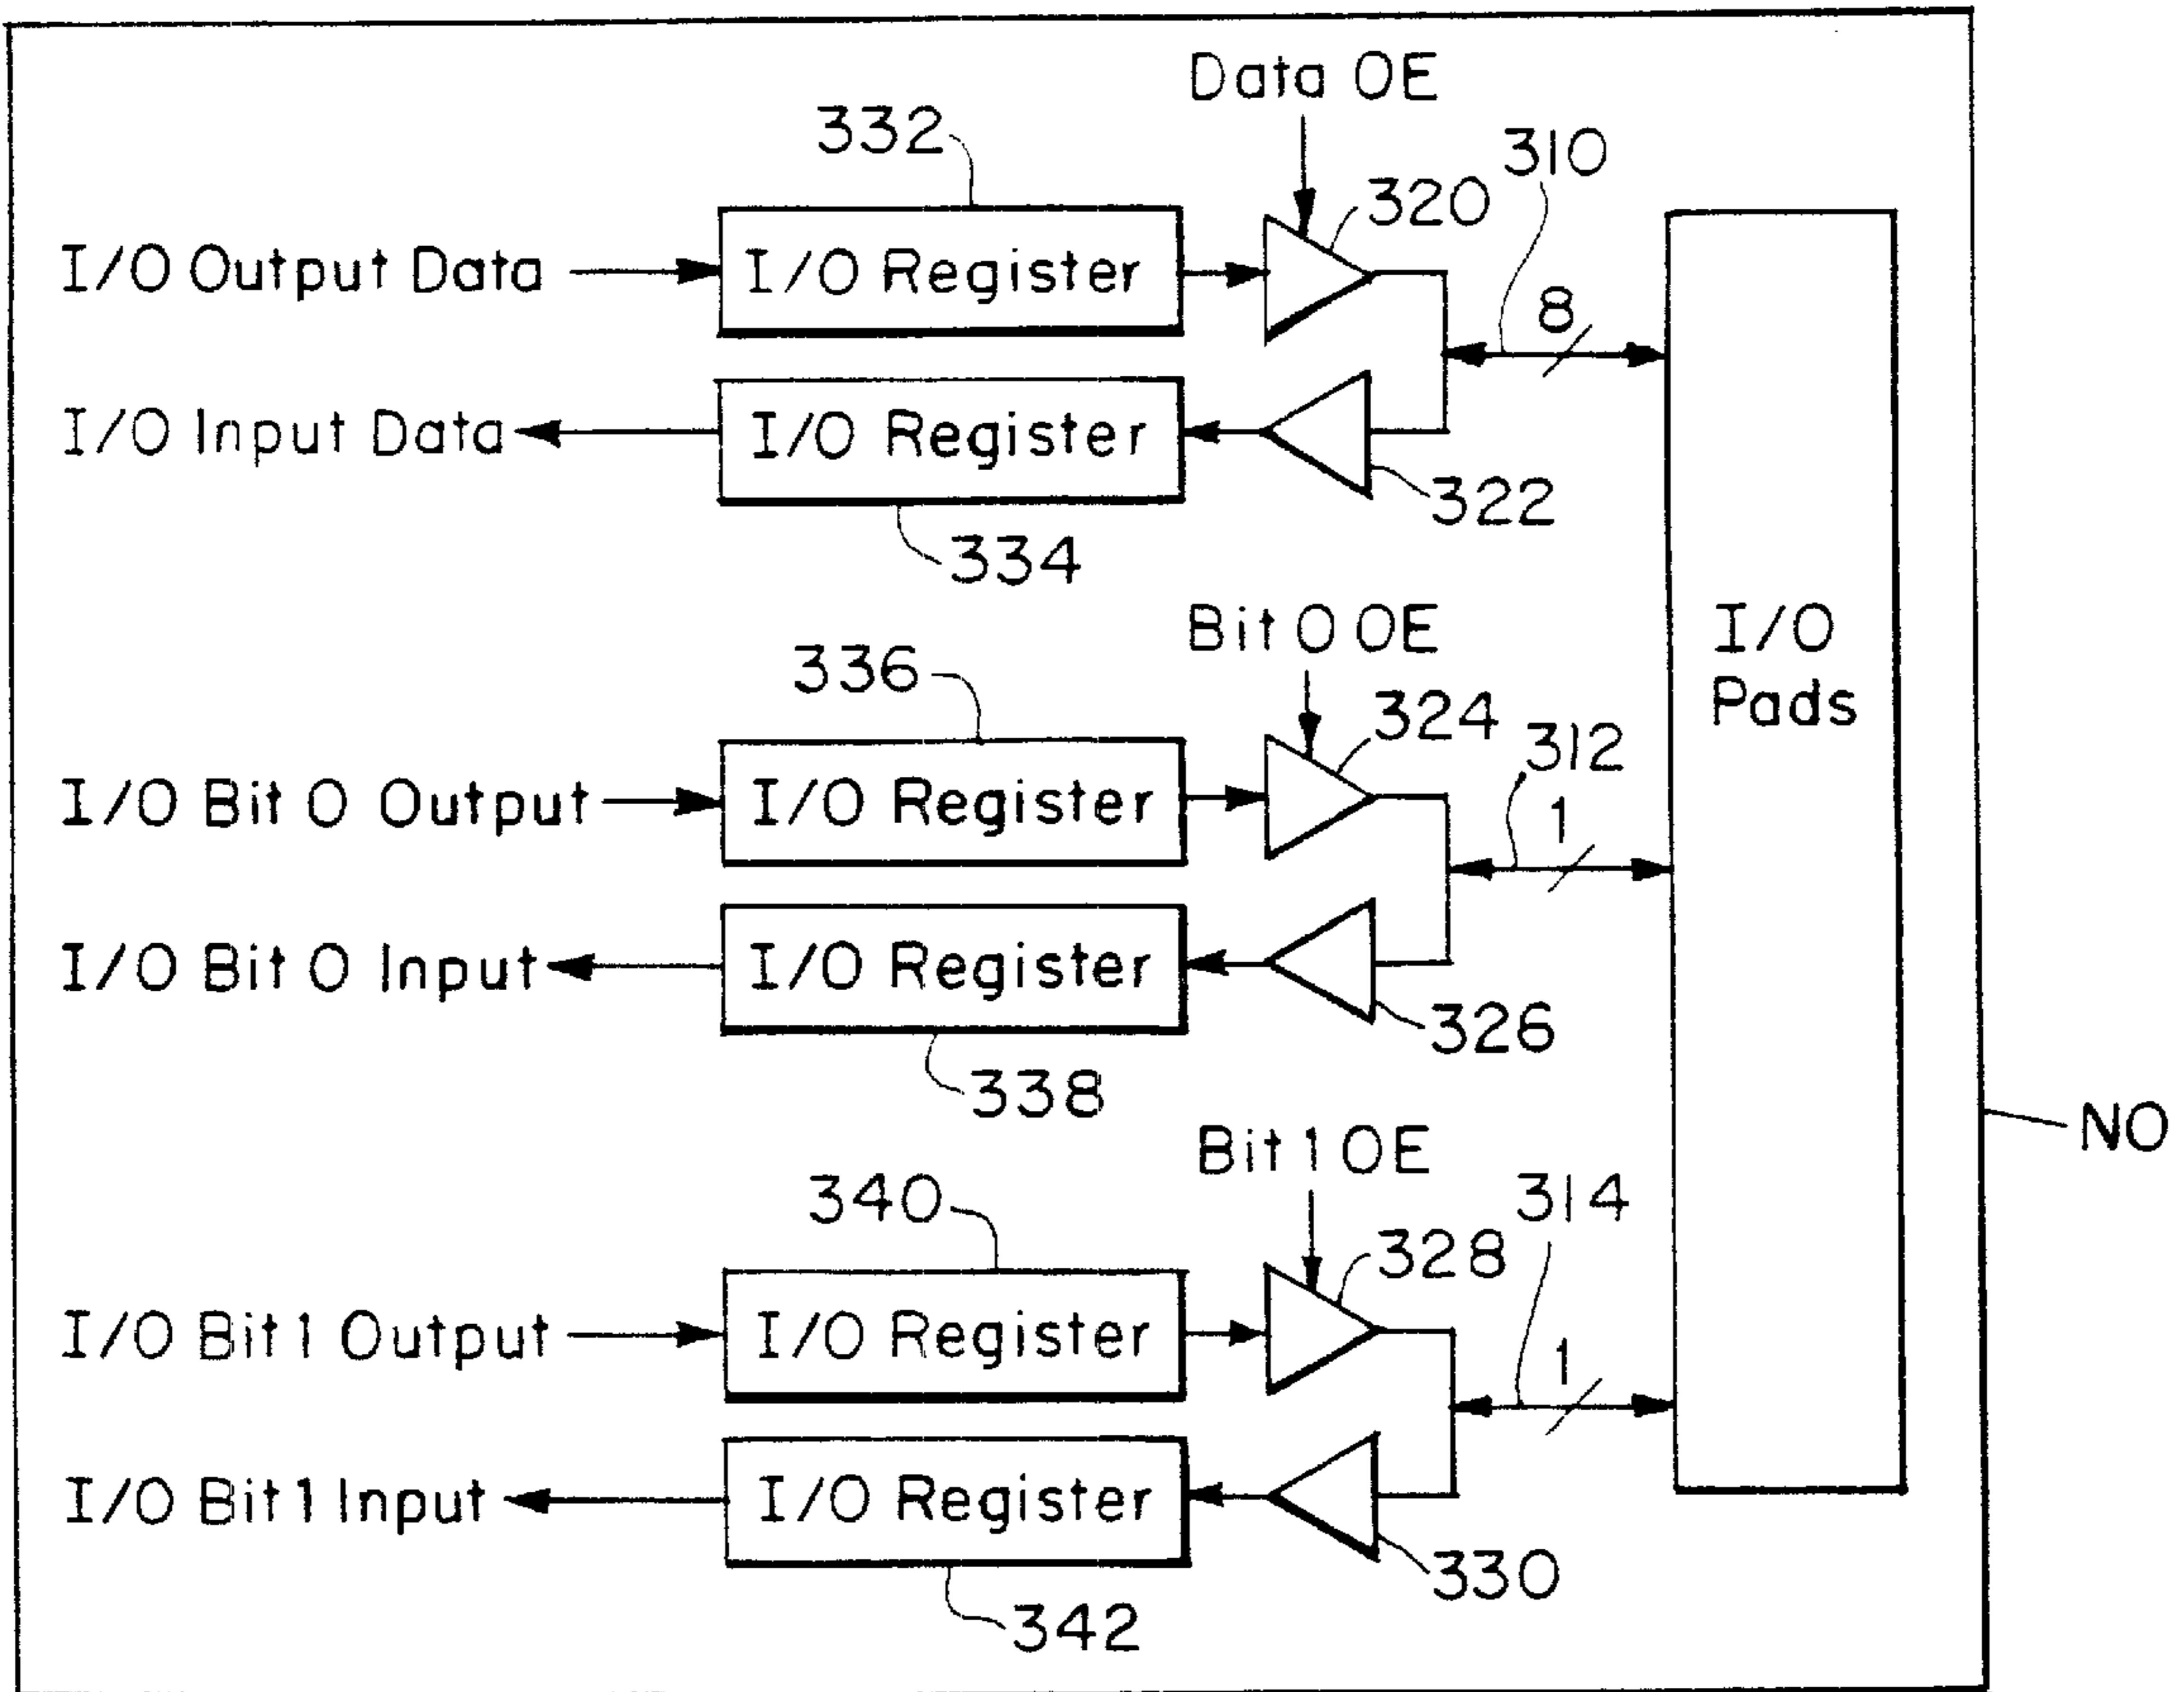 Data OE
332
310
320
I/O Output Data
I/O Register
8
I/O Input Data
I/O Register
322
334
Bit 0 OE
I/O
Pads
336
324
312
I/O Bit 0 Output
I/O Register
1
I/O Bit 0 Input
I/O Register
326
338
NO
Bit 1 OE
340
314
328
I/O Bit 1 Output
I/O Register
1
I/O Bit 1 Input
I/O Register
330
342